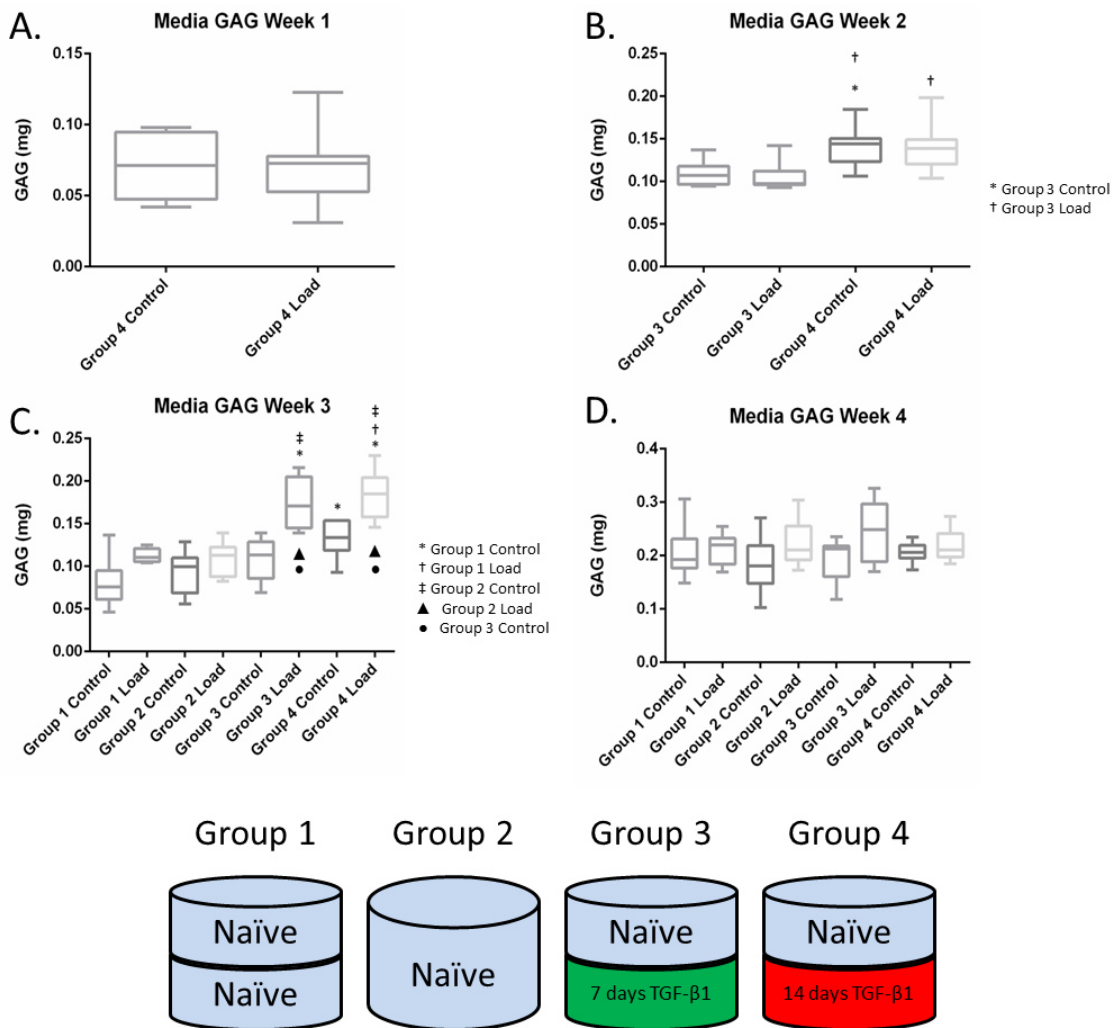 A.
Media GAG Week 1
GAG (mg)
0.15
0.10
0.05
0.00
Group 4 Control
Group 4 Load
B.
Media GAG Week 2
GAG (mg)
0.25
0.20
0.15
0.10
0.05
0.00
†
*
†
Group 3 Control
Group 3 Load
Group 4 Control
Group 4 Load
* Group 3 Control
† Group 3 Load
C.
Media GAG Week 3
GAG (mg)
0.25
0.20
0.15
0.10
0.05
0.00
‡
*
▲
●
*
‡
†
*
▲
●
Group 1 Control
Group 1 Load
Group 2 Control
Group 2 Load
Group 3 Control
Group 3 Load
Group 4 Control
Group 4 Load
* Group 1 Control
† Group 1 Load
‡ Group 2 Control
▲ Group 2 Load
● Group 3 Control
D.
Media GAG Week 4
GAG (mg)
0.4
0.3
0.2
0.1
0.0
Group 1 Control
Group 1 Load
Group 2 Control
Group 2 Load
Group 3 Control
Group 3 Load
Group 4 Control
Group 4 Load
Group 1
Naïve
Naïve
Group 2
Naïve
Group 3
Naïve
7 days TGF-β1
Group 4
Naïve
14 days TGF-β1